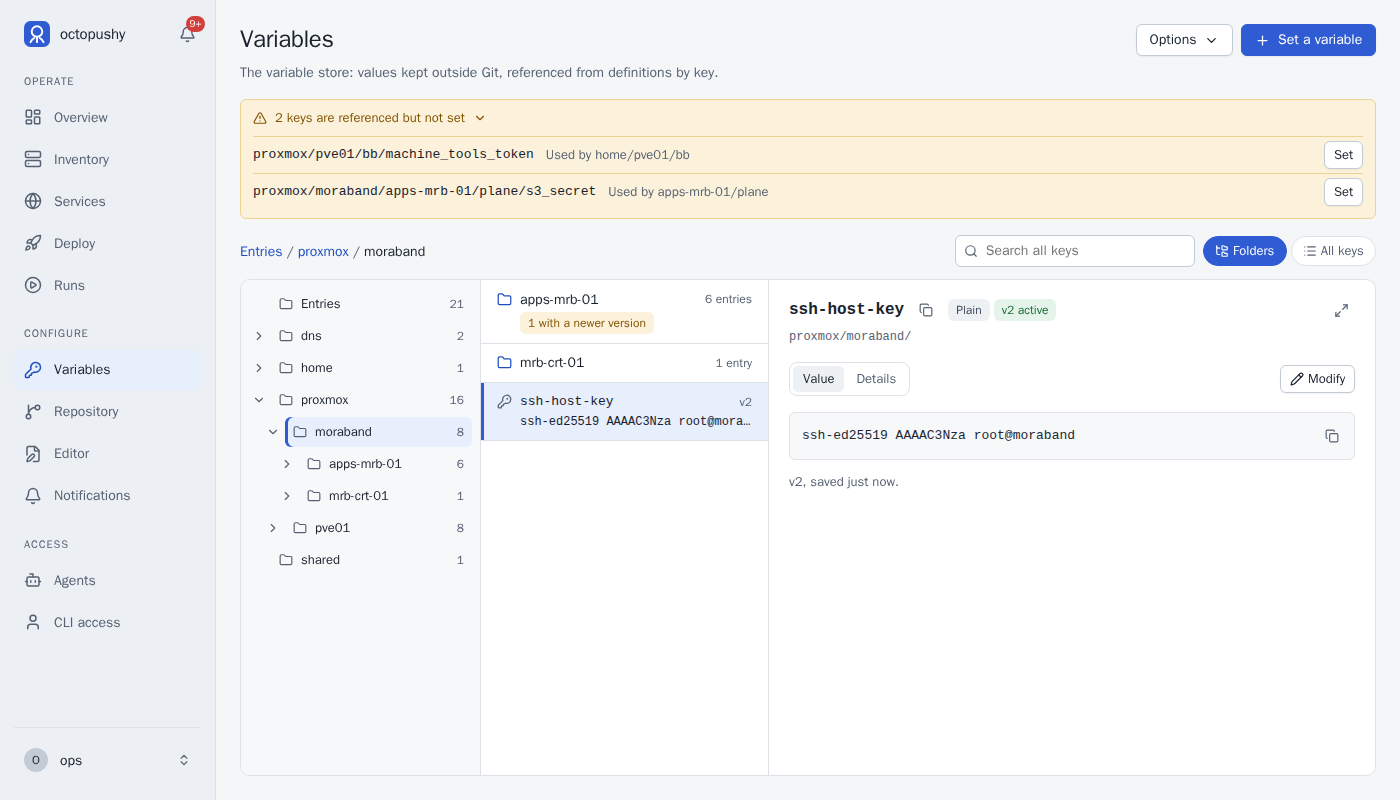 octopushy
9+
OPERATE
Overview
Inventory
Services
Deploy
Runs
CONFIGURE
Variables
Repository
Editor
Notifications
ACCESS
Agents
CLI access
O
ops
Variables
Options
Set a variable
The variable store: values kept outside Git, referenced from definitions by key.
2 keys are referenced but not set
proxmox/pve01/bb/machine_tools_token Used by home/pve01/bb Set
proxmox/moraband/apps-mrb-01/plane/s3_secret Used by apps-mrb-01/plane Set
Entries / proxmox / moraband
Search all keys
Folders
All keys
Entries 21
dns 2
home 1
proxmox 16
moraband 8
apps-mrb-01 6
mrb-crt-01 1
pve01 8
shared 1
apps-mrb-01 6 entries
1 with a newer version
mrb-crt-01 1 entry
ssh-host-key v2
ssh-ed25519 AAAAC3Nza root@mora…
ssh-host-key Plain v2 active
proxmox/moraband/
Value Details Modify
ssh-ed25519 AAAAC3Nza root@moraband
v2, saved just now.